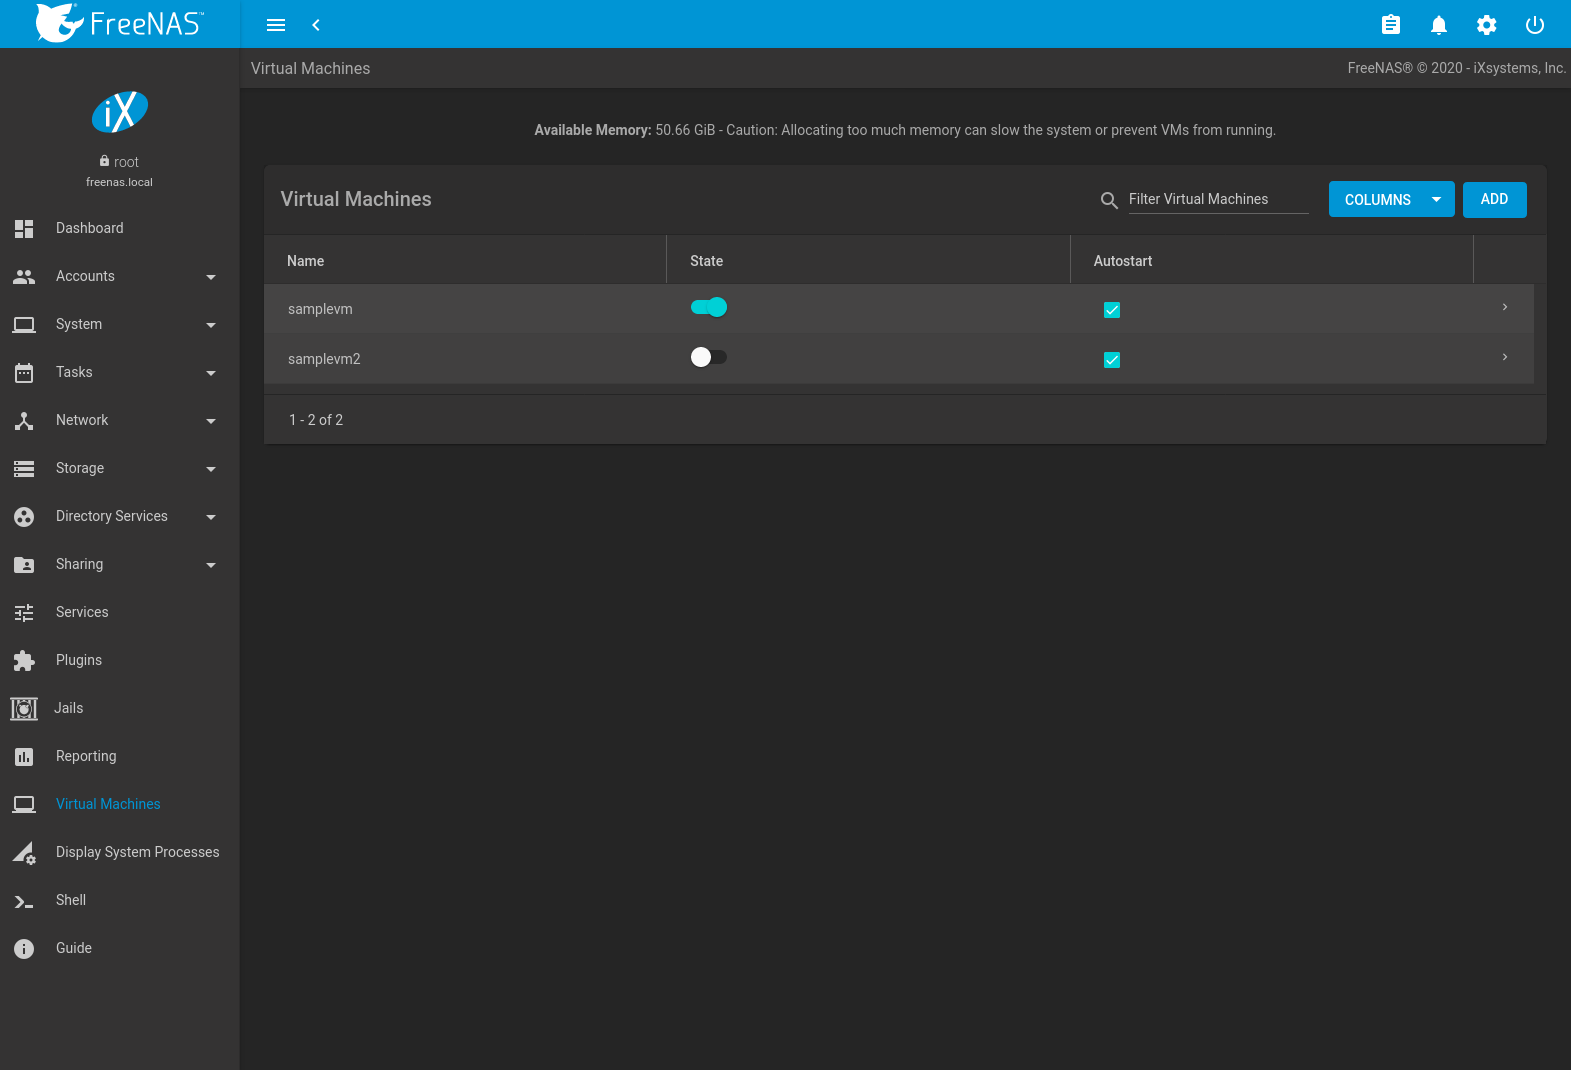 FreeNAS™
Virtual Machines
FreeNAS® © 2020 - iXsystems, Inc.
iX
root
freenas.local
Dashboard
Accounts
System
Tasks
Network
Storage
Directory Services
Sharing
Services
Plugins
Jails
Reporting
Virtual Machines
Display System Processes
Shell
Guide
Available Memory: 50.66 GiB - Caution: Allocating too much memory can slow the system or prevent VMs from running.
Virtual Machines
Filter Virtual Machines
COLUMNS
ADD
Name State Autostart
samplevm
samplevm2
1 - 2 of 2